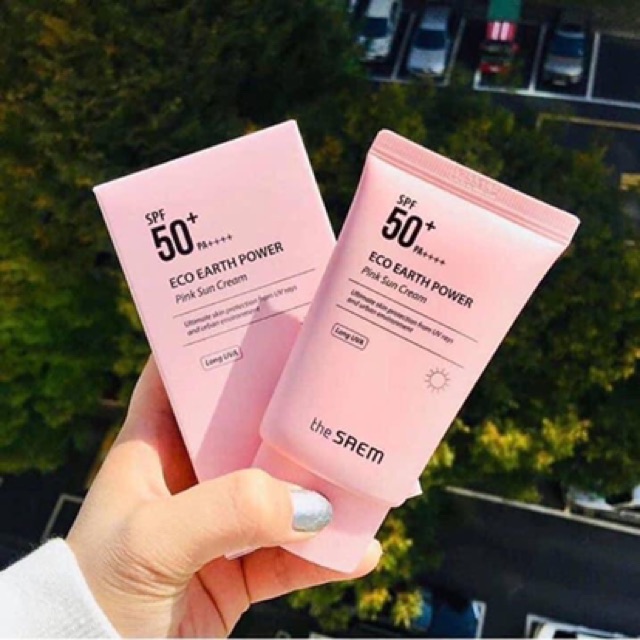 SPF
50+
PA++++
ECO EARTH POWER
Pink Sun Cream
Ultimate skin protection from UV rays
and urban environment
Long UVA
SPF
50+
PA++++
ECO EARTH POWER
Pink Sun Cream
Ultimate skin protection from UV rays
and urban environment
Long UVA
the SAEM